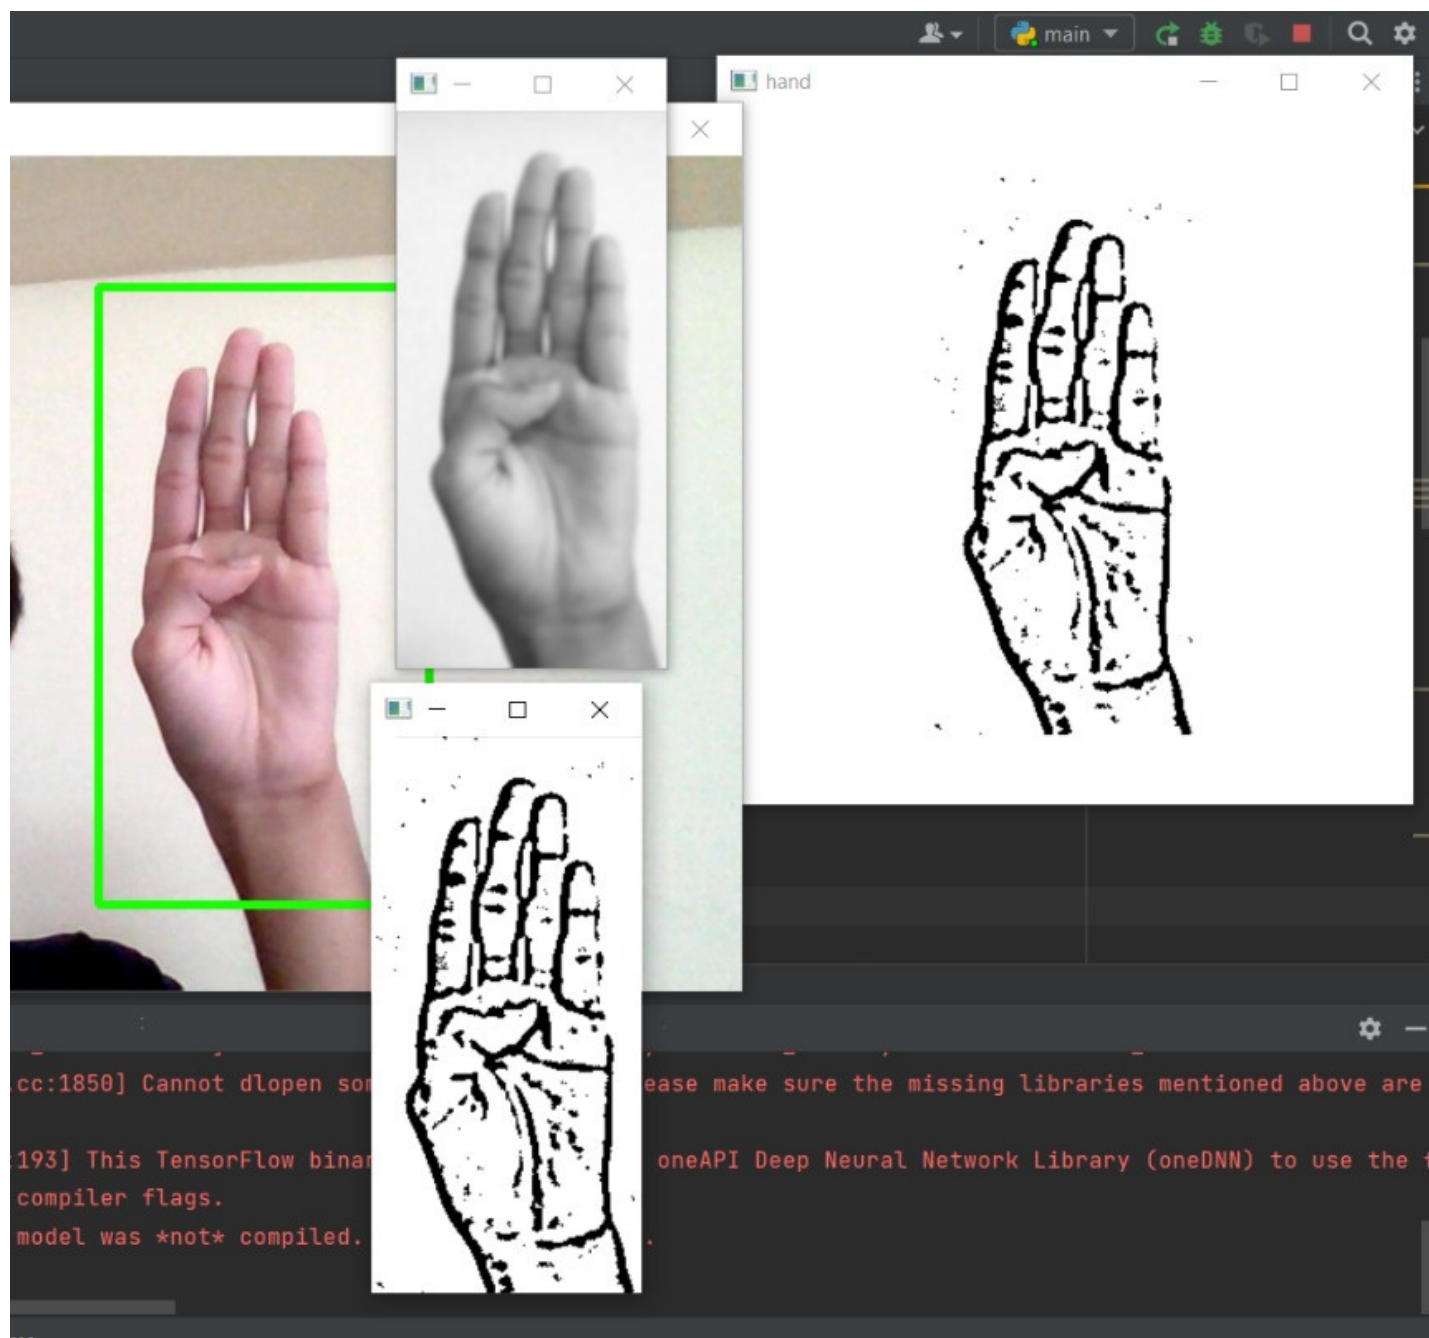 main
hand
.cc:1850] Cannot dlopen som
ease make sure the missing libraries mentioned above are
:193] This TensorFlow binar
oneAPI Deep Neural Network Library (oneDNN) to use the f
compiler flags.
model was *not* compiled.
.